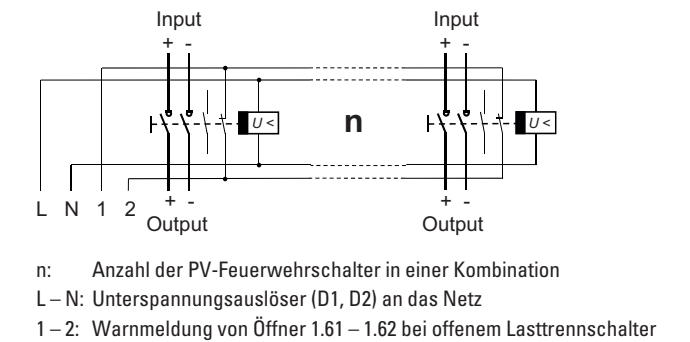 Input Input
+ - + -
U < n U <
L N 1 2 + - + -
Output Output
n: Anzahl der PV-Feuerwehrschalter in einer Kombination
L – N: Unterspannungsauslöser (D1, D2) an das Netz
1 – 2: Warnmeldung von Öffner 1.61 – 1.62 bei offenem Lasttrennschalter